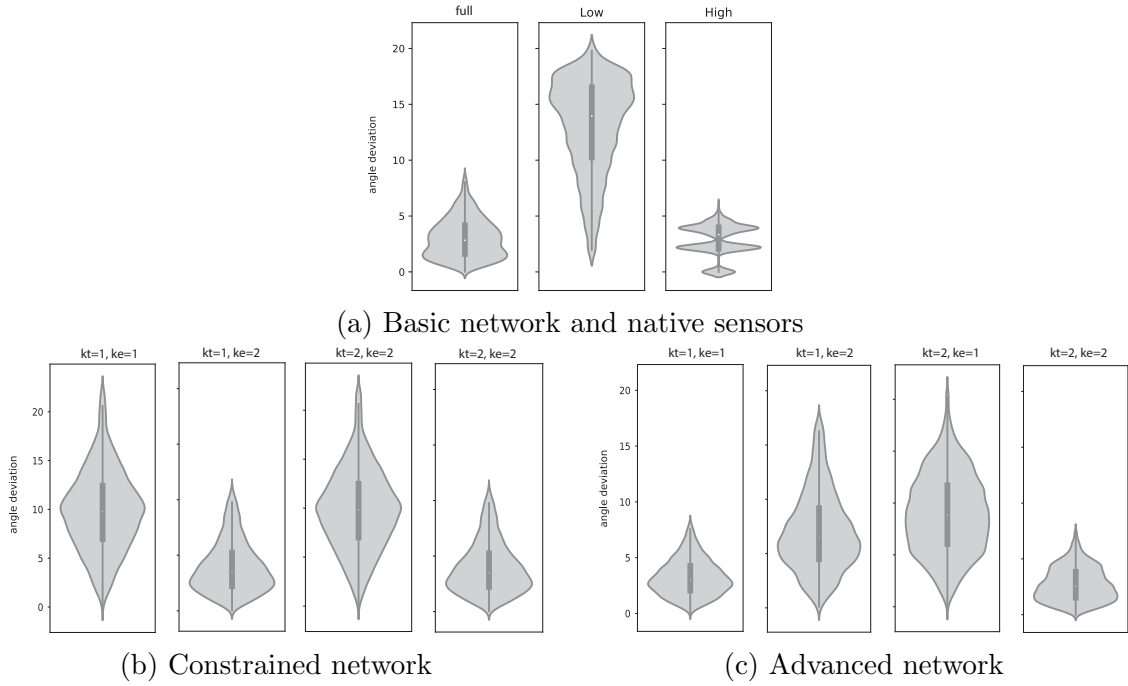 full Low High
20
15
10
5
0
angle deviation
(a) Basic network and native sensors
kt=1, ke=1 kt=1, ke=2 kt=2, ke=2 kt=2, ke=2
20
15
10
5
0
angle deviation
(b) Constrained network
kt=1, ke=1 kt=1, ke=2 kt=2, ke=1 kt=2, ke=2
20
15
10
5
0
angle deviation
(c) Advanced network